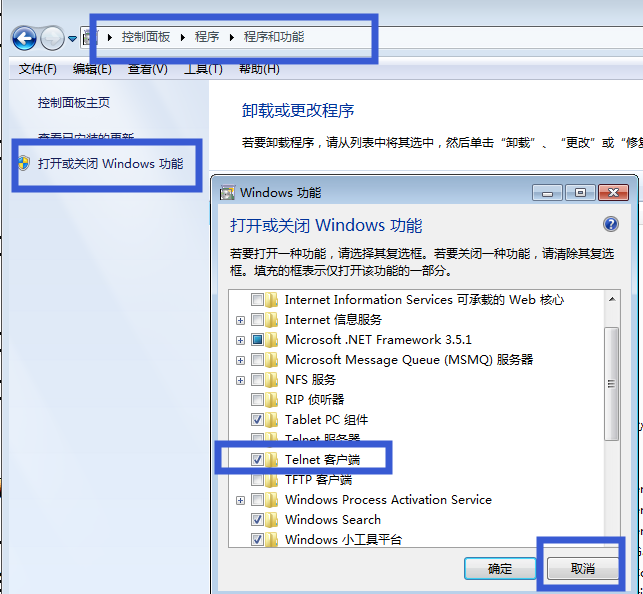 控制面板 程序 程序和功能
文件(F) 编辑(E) 查看(V) 工具(T) 帮助(H)
控制面板主页
查看已安装的更新
打开或关闭 Windows 功能
卸载或更改程序
若要卸载程序，请从列表中将其选中，然后单击“卸载”、“更改”或“修复
Windows 功能
打开或关闭 Windows 功能
若要打开一种功能，请选择其复选框。若要关闭一种功能，请清除其复选
框。填充的框表示仅打开该功能的一部分。
Internet Information Services 可承载的 Web 核心
Internet 信息服务
Microsoft .NET Framework 3.5.1
Microsoft Message Queue (MSMQ) 服务器
NFS 服务
RIP 侦听器
Tablet PC 组件
Telnet 服务器
Telnet 客户端
TFTP 客户端
Windows Process Activation Service
Windows Search
Windows 小工具平台
确定
取消